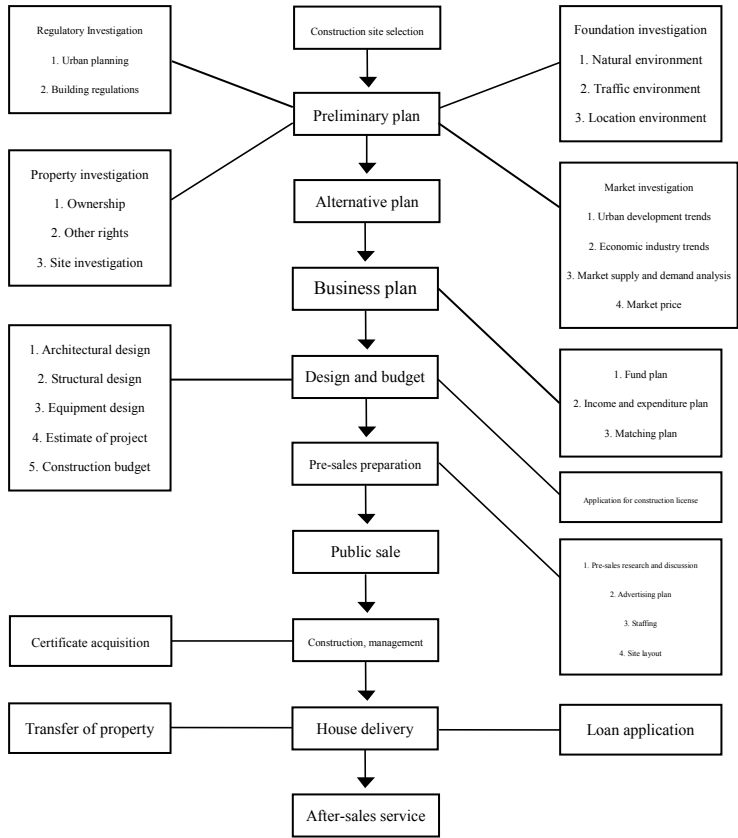 Regulatory Investigation
1. Urban planning
2. Building regulations
Construction site selection
Foundation investigation
1. Natural environment
2. Traffic environment
3. Location environment
Preliminary plan
Property investigation
1. Ownership
2. Other rights
3. Site investigation
Alternative plan
Market investigation
1. Urban development trends
2. Economic industry trends
3. Market supply and demand analysis
4. Market price
Business plan
1. Architectural design
2. Structural design
3. Equipment design
4. Estimate of project
5. Construction budget
Design and budget
1. Fund plan
2. Income and expenditure plan
3. Matching plan
Pre-sales preparation
Application for construction license
Public sale
1. Pre-sales research and discussion
2. Advertising plan
3. Staffing
4. Site layout
Certificate acquisition
Construction, management
Transfer of property
House delivery
Loan application
After-sales service